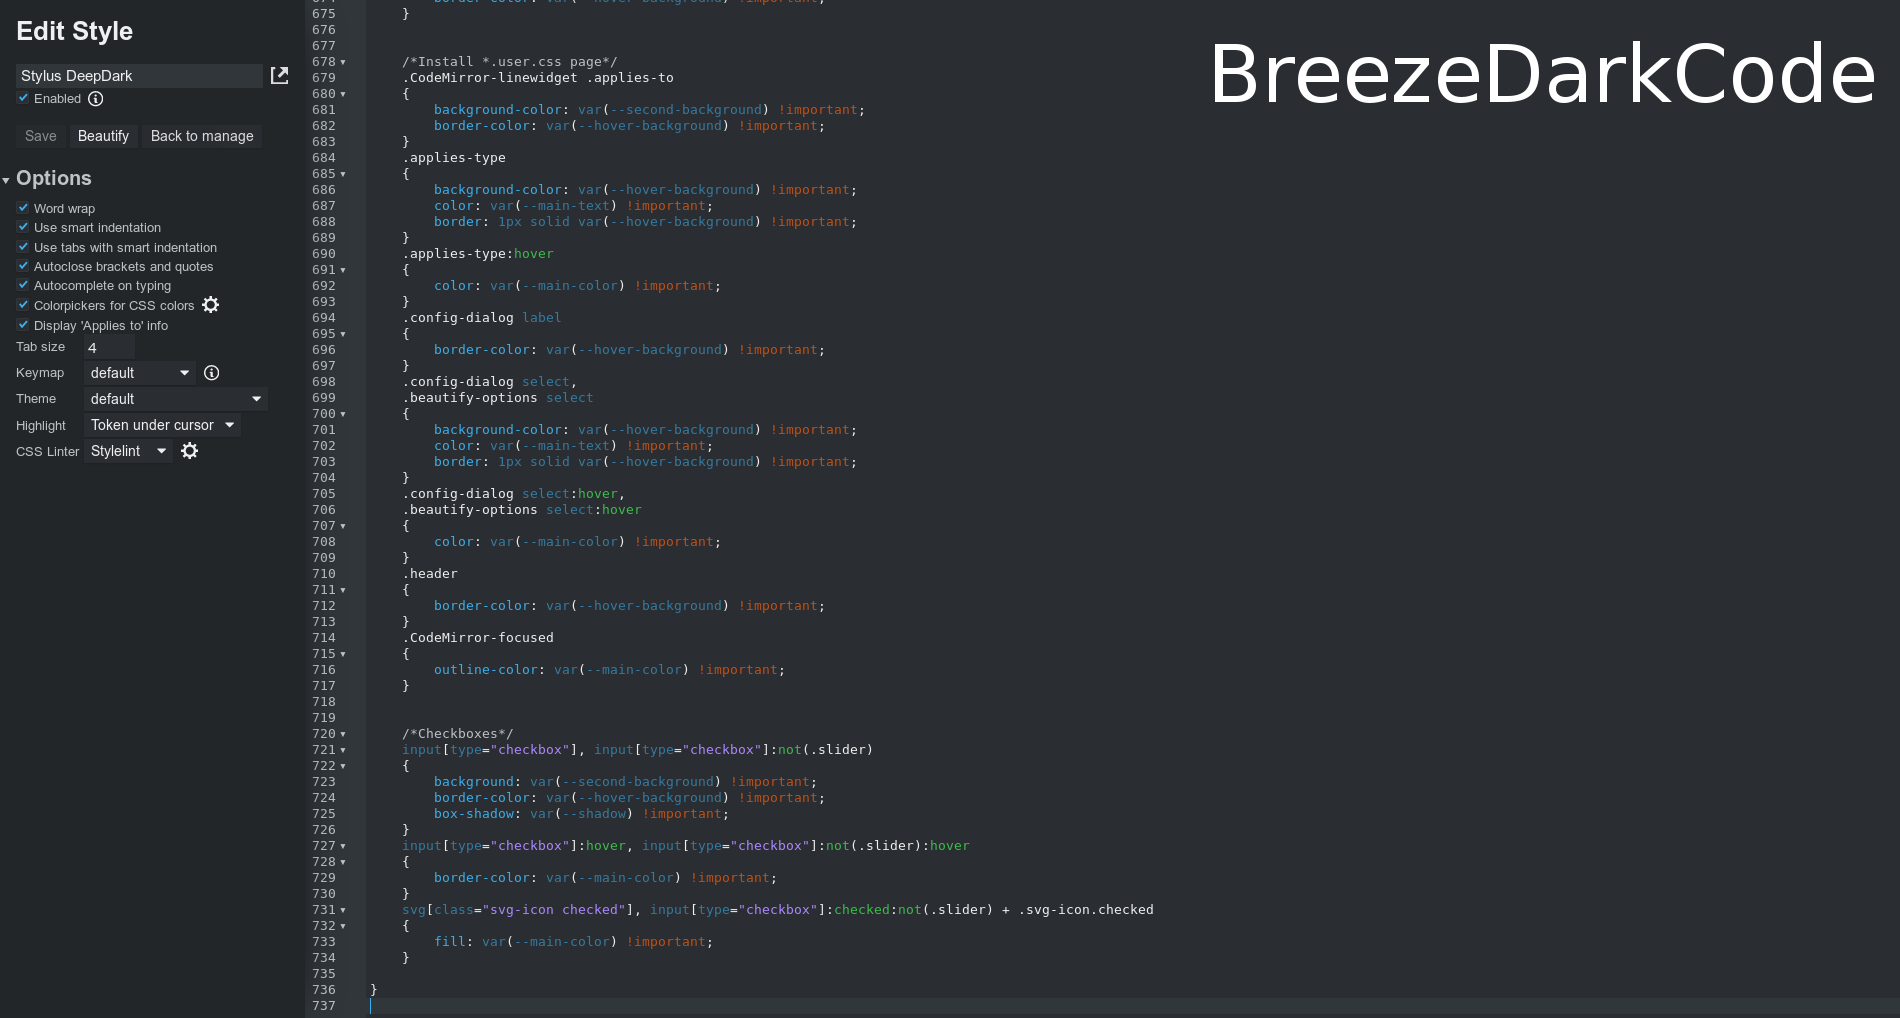 Edit Style
Stylus DeepDark
Enabled
Save Beautify Back to manage
Options
Word wrap
Use smart indentation
Use tabs with smart indentation
Autoclose brackets and quotes
Autocomplete on typing
Colorpickers for CSS colors
Display 'Applies to' info
Tab size 4
Keymap default
Theme default
Highlight Token under cursor
CSS Linter Stylelint
BreezeDarkCode
674 border-color: var(--hover-background) !important;
675 }
676
677
678 /*Install *.user.css page*/
679 .CodeMirror-linewidget .applies-to
680 {
681 background-color: var(--second-background) !important;
682 border-color: var(--hover-background) !important;
683 }
684 .applies-type
685 {
686 background-color: var(--hover-background) !important;
687 color: var(--main-text) !important;
688 border: 1px solid var(--hover-background) !important;
689 }
690 .applies-type:hover
691 {
692 color: var(--main-color) !important;
693 }
694 .config-dialog label
695 {
696 border-color: var(--hover-background) !important;
697 }
698 .config-dialog select,
699 .beautify-options select
700 {
701 background-color: var(--hover-background) !important;
702 color: var(--main-text) !important;
703 border: 1px solid var(--hover-background) !important;
704 }
705 .config-dialog select:hover,
706 .beautify-options select:hover
707 {
708 color: var(--main-color) !important;
709 }
710 .header
711 {
712 border-color: var(--hover-background) !important;
713 }
714 .CodeMirror-focused
715 {
716 outline-color: var(--main-color) !important;
717 }
718
719
720 /*Checkboxes*/
721 input[type="checkbox"], input[type="checkbox"]:not(.slider)
722 {
723 background: var(--second-background) !important;
724 border-color: var(--hover-background) !important;
725 box-shadow: var(--shadow) !important;
726 }
727 input[type="checkbox"]:hover, input[type="checkbox"]:not(.slider):hover
728 {
729 border-color: var(--main-color) !important;
730 }
731 svg[class="svg-icon checked"], input[type="checkbox"]:checked:not(.slider) + .svg-icon.checked
732 {
733 fill: var(--main-color) !important;
734 }
735
736 }
737